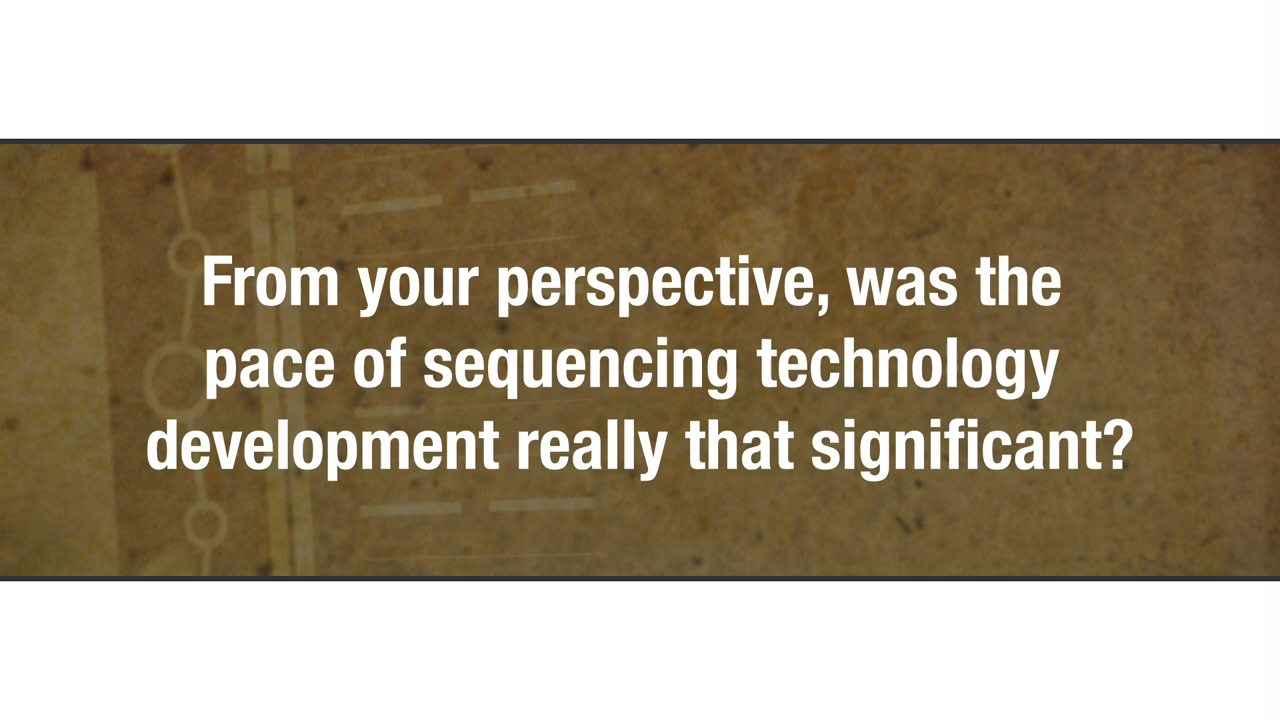 From your perspective, was the
pace of sequencing technology
development really that significant?